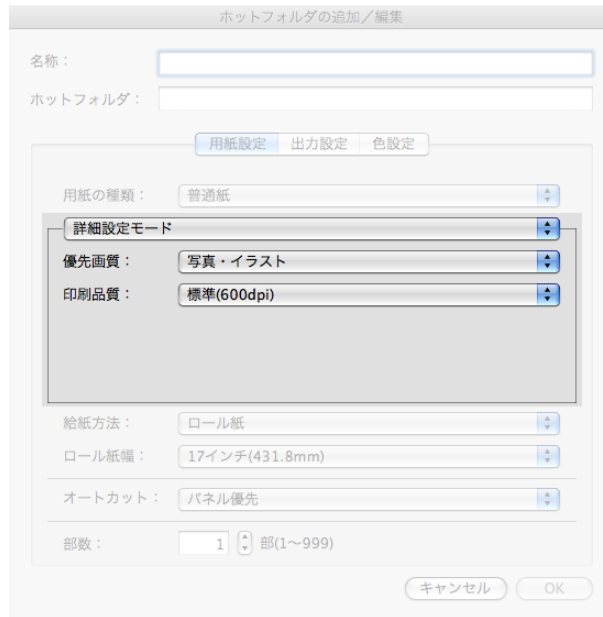 ホットフォルダの追加／編集
名称：
ホットフォルダ：
用紙設定 出力設定 色設定
用紙の種類： 普通紙
詳細設定モード
優先画質： 写真・イラスト
印刷品質： 標準(600dpi)
給紙方法： ロール紙
ロール紙幅： 17インチ(431.8mm)
オートカット： パネル優先
部数： 1 部(1〜999)
キャンセル OK